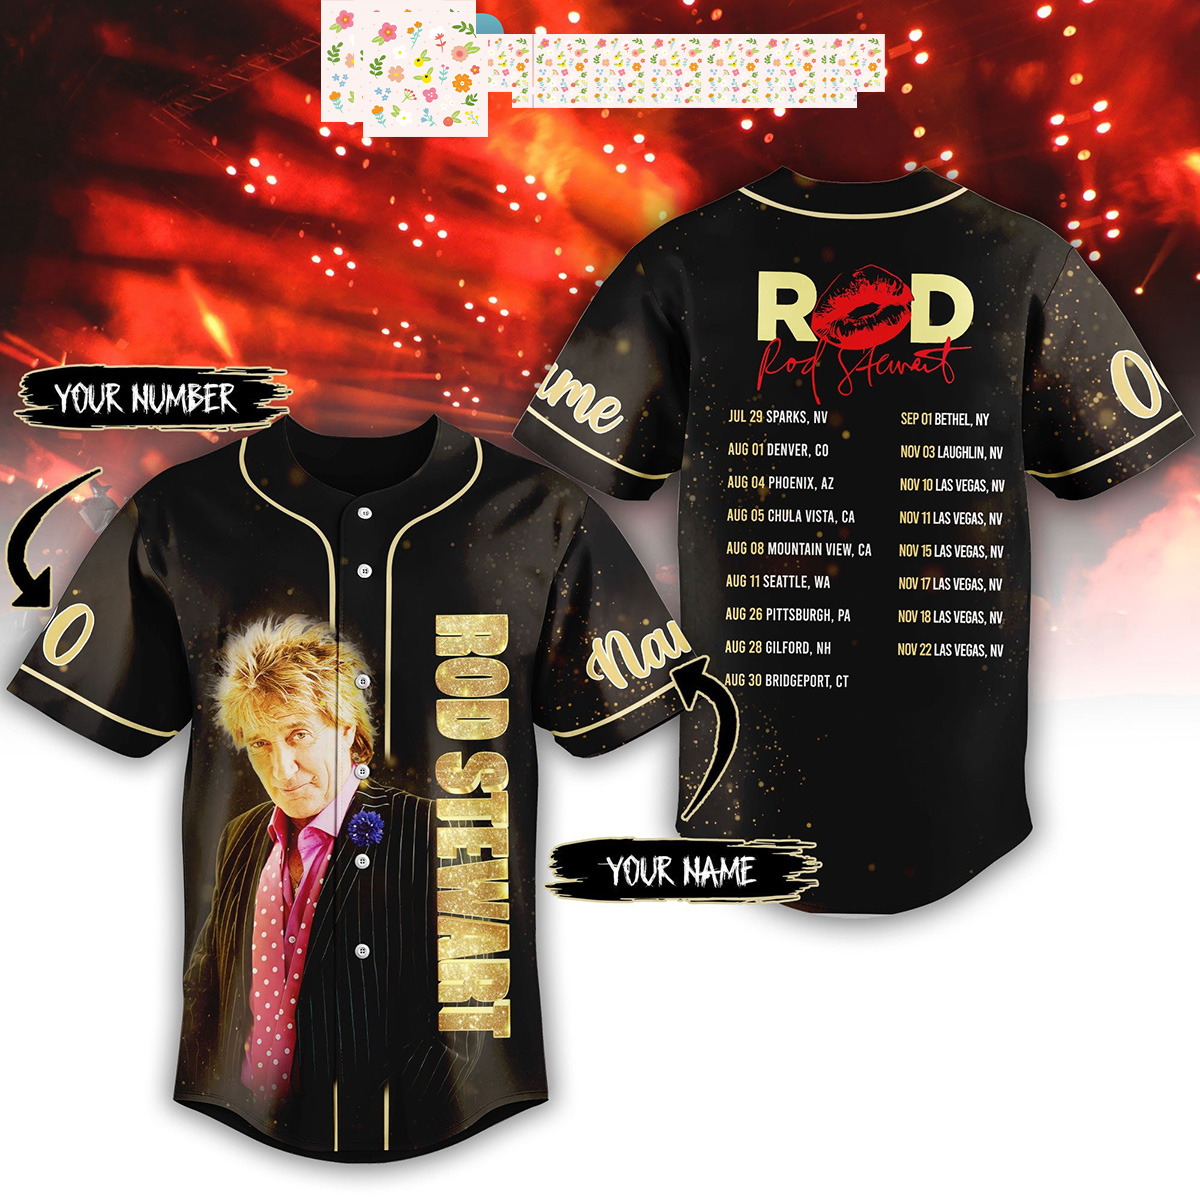 YOUR NUMBER
00
ROD STEWART
Nam
YOUR NAME
ame
ROD
Rod Stewart
00
JUL 29 SPARKS, NV
AUG 01 DENVER, CO
AUG 04 PHOENIX, AZ
AUG 05 CHULA VISTA, CA
AUG 08 MOUNTAIN VIEW, CA
AUG 11 SEATTLE, WA
AUG 26 PITTSBURGH, PA
AUG 28 GILFORD, NH
AUG 30 BRIDGEPORT, CT
SEP 01 BETHEL, NY
NOV 03 LAUGHLIN, NV
NOV 10 LAS VEGAS, NV
NOV 11 LAS VEGAS, NV
NOV 15 LAS VEGAS, NV
NOV 17 LAS VEGAS, NV
NOV 18 LAS VEGAS, NV
NOV 22 LAS VEGAS, NV